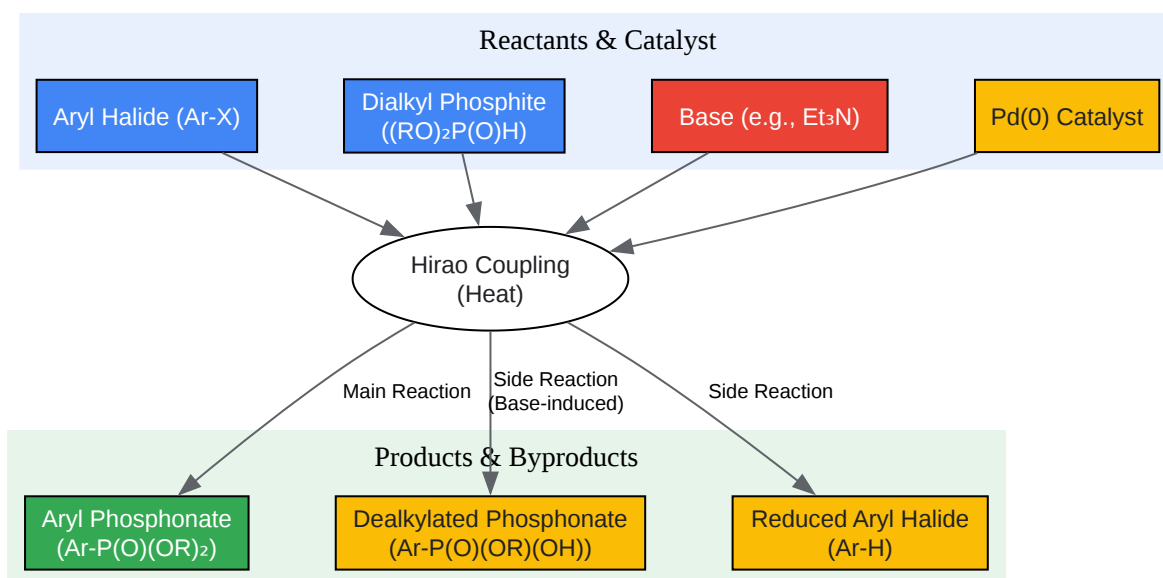 Reactants & Catalyst
Aryl Halide (Ar-X)
Dialkyl Phosphite
((RO)₂P(O)H)
Base (e.g., Et₃N)
Pd(0) Catalyst
Hirao Coupling
(Heat)
Main Reaction
Side Reaction
(Base-induced)
Side Reaction
Products & Byproducts
Aryl Phosphonate
(Ar-P(O)(OR)₂)
Dealkylated Phosphonate
(Ar-P(O)(OR)(OH))
Reduced Aryl Halide
(Ar-H)